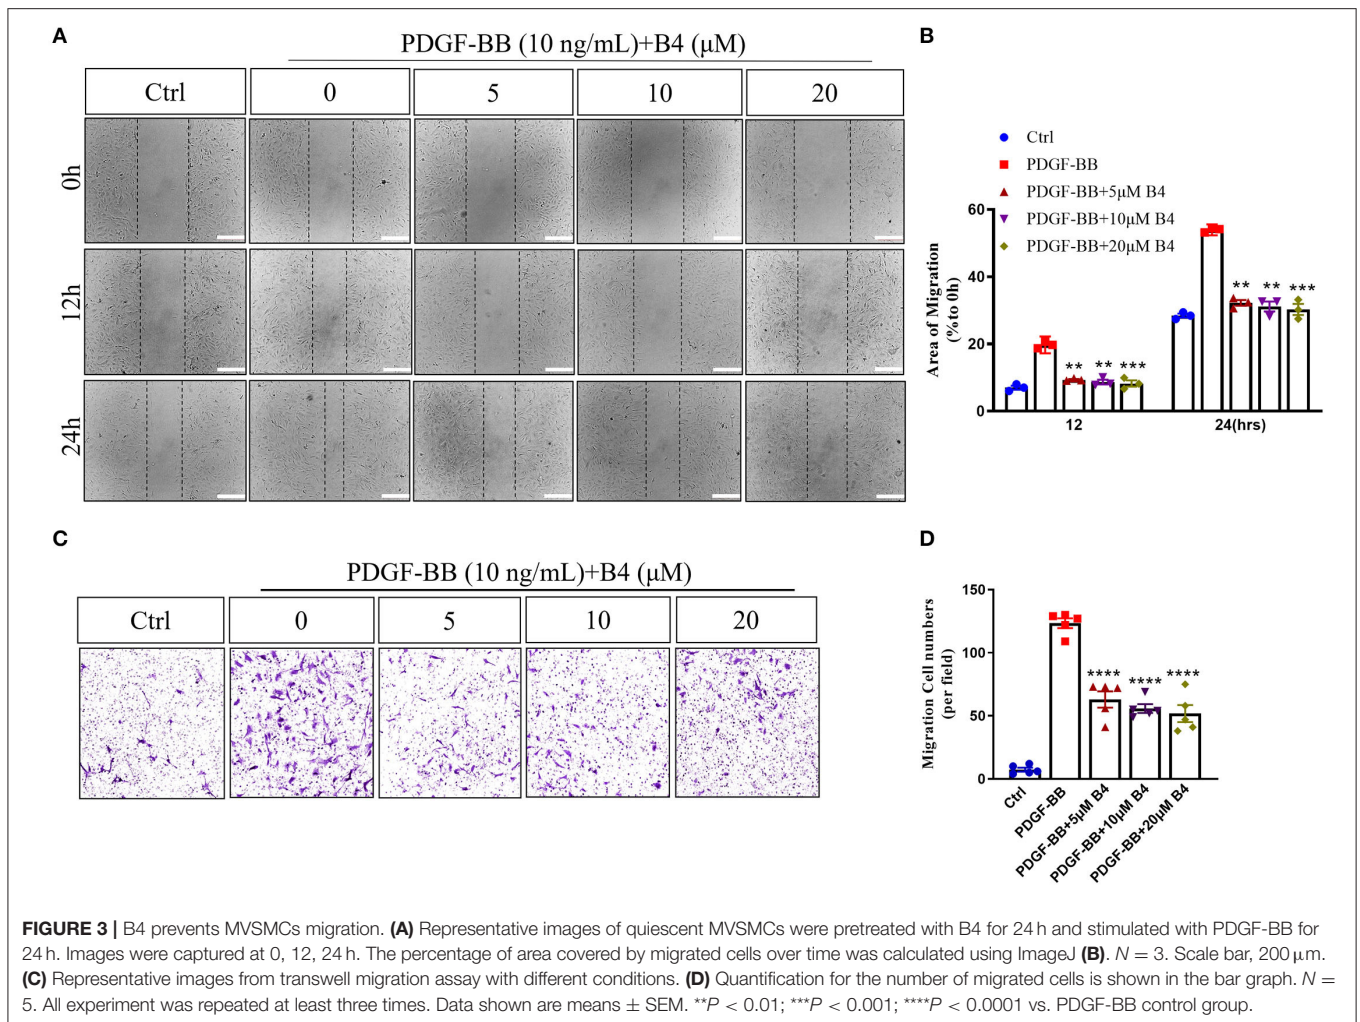 A
PDGF-BB (10 ng/mL)+B4 (μM)
Ctrl
0
5
10
20
0h
12h
24h
B
Ctrl
PDGF-BB
PDGF-BB+5μM B4
PDGF-BB+10μM B4
PDGF-BB+20μM B4
Area of Migration
(%to 0h)
60
40
20
0
** ** ***
** ** ***
12
24(hrs)
C
PDGF-BB (10 ng/mL)+B4 (μM)
Ctrl
0
5
10
20
D
Migration Cell numbers
(per field)
150
100
50
0
**** **** ****
Ctrl
PDGF-BB
PDGF-BB+5μM B4
PDGF-BB+10μM B4
PDGF-BB+20μM B4
FIGURE 3 | B4 prevents MVSMCs migration. (A) Representative images of quiescent MVSMCs were pretreated with B4 for 24 h and stimulated with PDGF-BB for
24 h. Images were captured at 0, 12, 24 h. The percentage of area covered by migrated cells over time was calculated using ImageJ (B). N = 3. Scale bar, 200 μm.
(C) Representative images from transwell migration assay with different conditions. (D) Quantification for the number of migrated cells is shown in the bar graph. N =
5. All experiment was repeated at least three times. Data shown are means ± SEM. **P < 0.01; ***P < 0.001; ****P < 0.0001 vs. PDGF-BB control group.